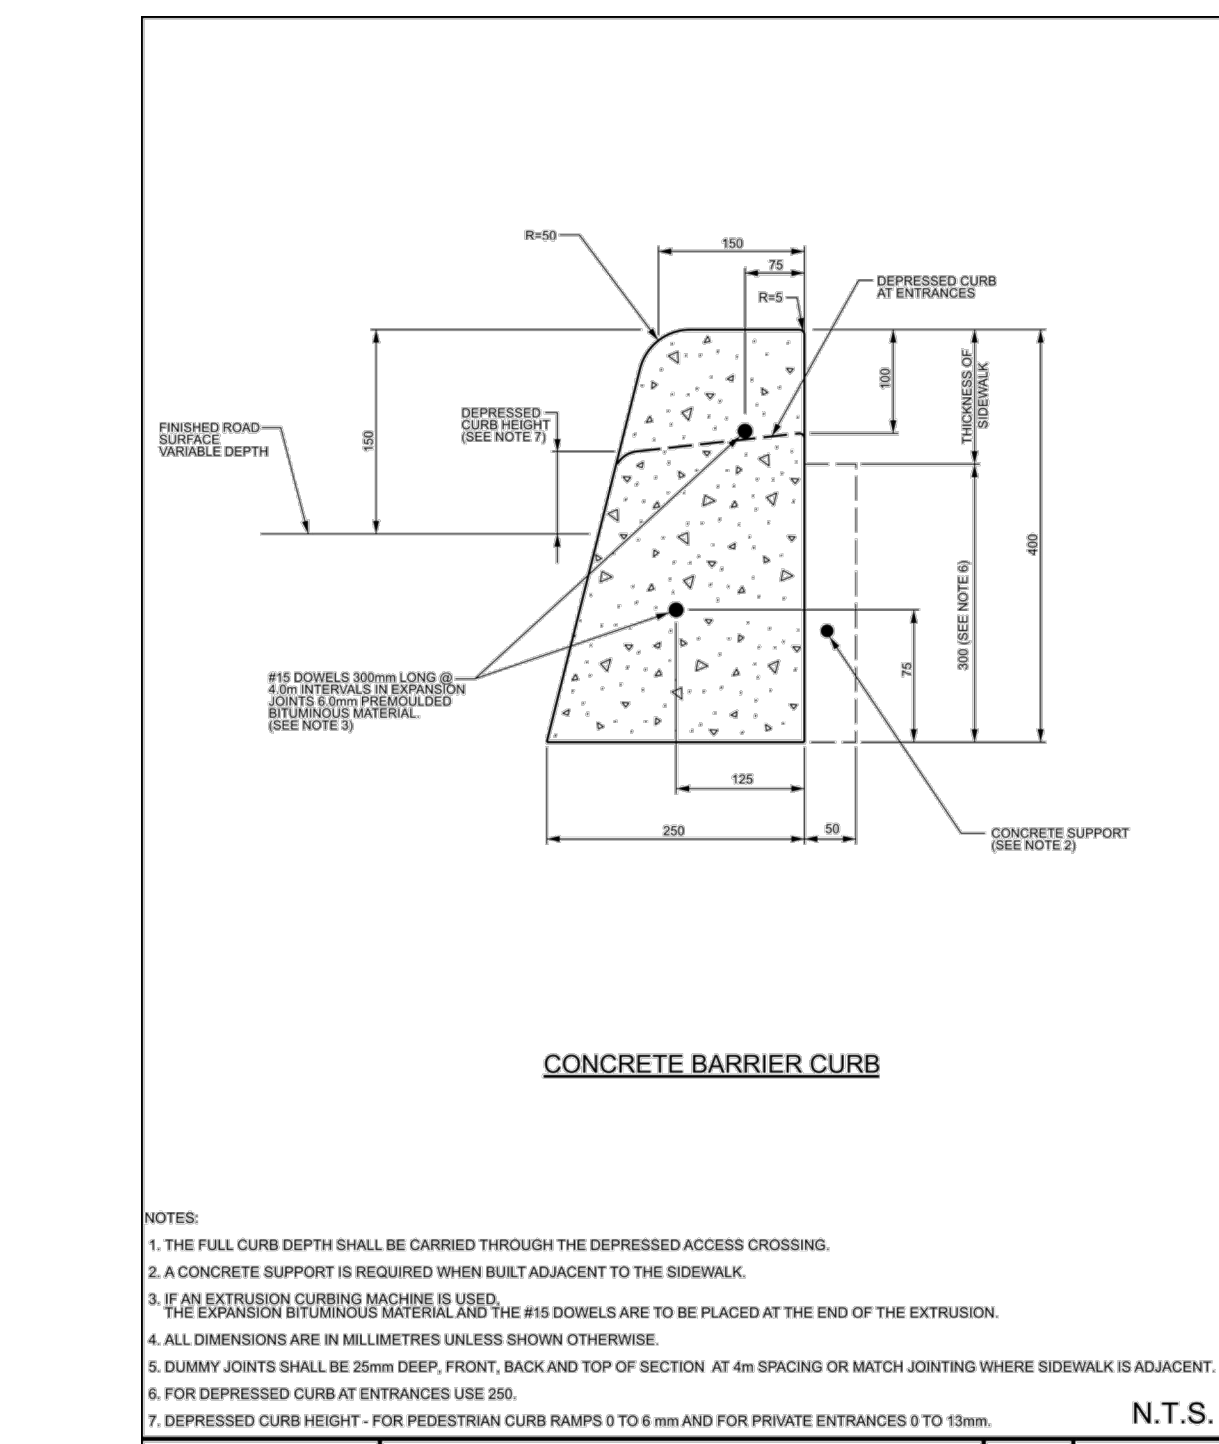 R=50
150
75
R=5
DEPRESSED CURB
AT ENTRANCES
100
THICKNESS OF
SIDEWALK
FINISHED ROAD
SURFACE
VARIABLE DEPTH
150
DEPRESSED
CURB HEIGHT
(SEE NOTE 7)
400
300 (SEE NOTE 6)
75
#15 DOWELS 300mm LONG @
4.0m INTERVALS IN EXPANSION
JOINTS 6.0mm PREMOULDED
BITUMINOUS MATERIAL.
(SEE NOTE 3)
125
250
50
CONCRETE SUPPORT
(SEE NOTE 2)
CONCRETE BARRIER CURB
NOTES:
1. THE FULL CURB DEPTH SHALL BE CARRIED THROUGH THE DEPRESSED ACCESS CROSSING.
2. A CONCRETE SUPPORT IS REQUIRED WHEN BUILT ADJACENT TO THE SIDEWALK.
3. IF AN EXTRUSION CURBING MACHINE IS USED,
THE EXPANSION BITUMINOUS MATERIAL AND THE #15 DOWELS ARE TO BE PLACED AT THE END OF THE EXTRUSION.
4. ALL DIMENSIONS ARE IN MILLIMETRES UNLESS SHOWN OTHERWISE.
5. DUMMY JOINTS SHALL BE 25mm DEEP, FRONT, BACK AND TOP OF SECTION AT 4m SPACING OR MATCH JOINTING WHERE SIDEWALK IS ADJACENT.
6. FOR DEPRESSED CURB AT ENTRANCES USE 250.
7. DEPRESSED CURB HEIGHT - FOR PEDESTRIAN CURB RAMPS 0 TO 6 mm AND FOR PRIVATE ENTRANCES 0 TO 13mm.
N.T.S.